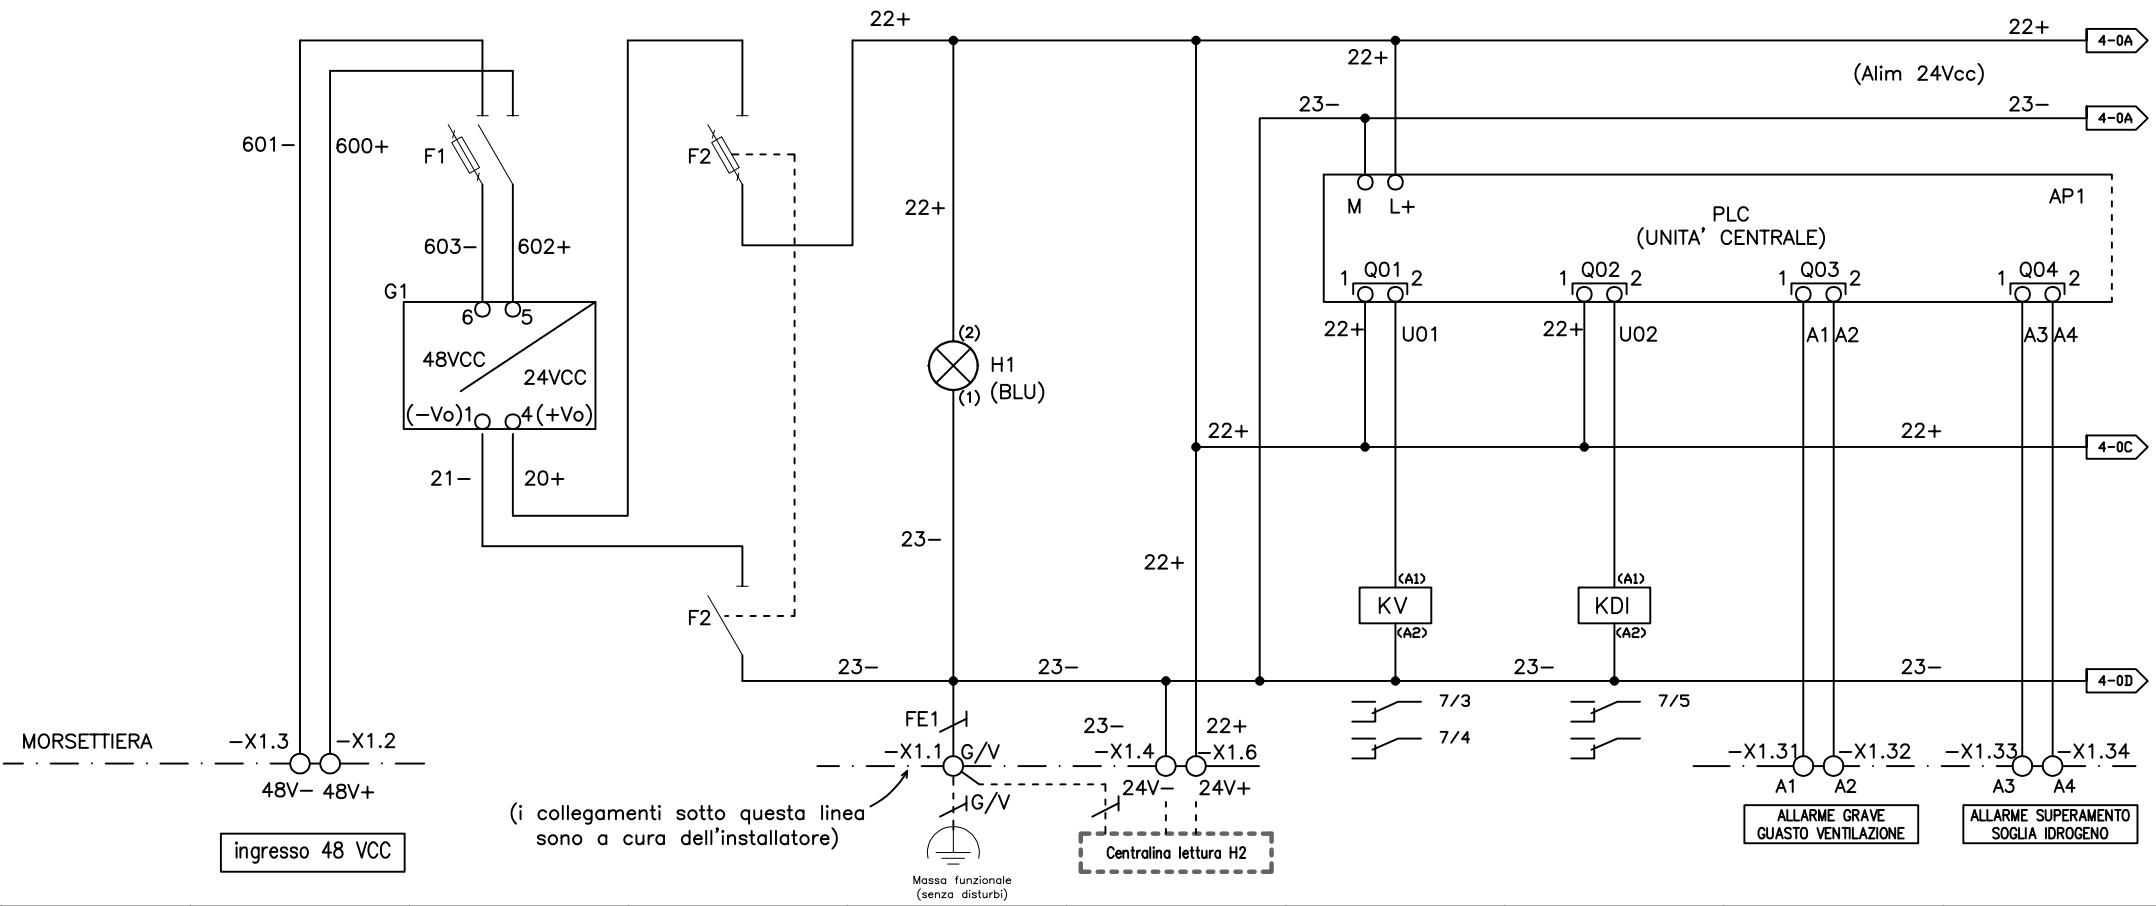 22+
22+
4-0A
22+
(Alim 24Vcc)
23-
23-
4-0A
601-
600+
F1
F2
AP1
M
L+
PLC
(UNITA' CENTRALE)
22+
603-
602+
1 Q01 2
1 Q02 2
1 Q03 2
1 Q04 2
G1
6
5
22+
U01
22+
U02
A1
A2
A3
A4
48VCC
24VCC
(2)
H1
(1)
(BLU)
(-Vo)
1
4
(+Vo)
22+
22+
4-0C
21-
20+
23-
22+
(A1)
KV
(A2)
(A1)
KDI
(A2)
F2
23-
23-
23-
23-
4-0D
7/3
7/5
7/4
FE1
23-
22+
MORSETTIERA
-X1.3
-X1.2
-X1.1
G/V
-X1.4
-X1.6
-X1.31
-X1.32
-X1.33
-X1.34
48V-
48V+
24V-
24V+
A1
A2
A3
A4
G/V
(i collegamenti sotto questa linea
sono a cura dell'installatore)
ALLARME GRAVE
GUASTO VENTILAZIONE
ALLARME SUPERAMENTO
SOGLIA IDROGENO
ingresso 48 VCC
Centralina lettura H2
Massa funzionale
(senza disturbi)